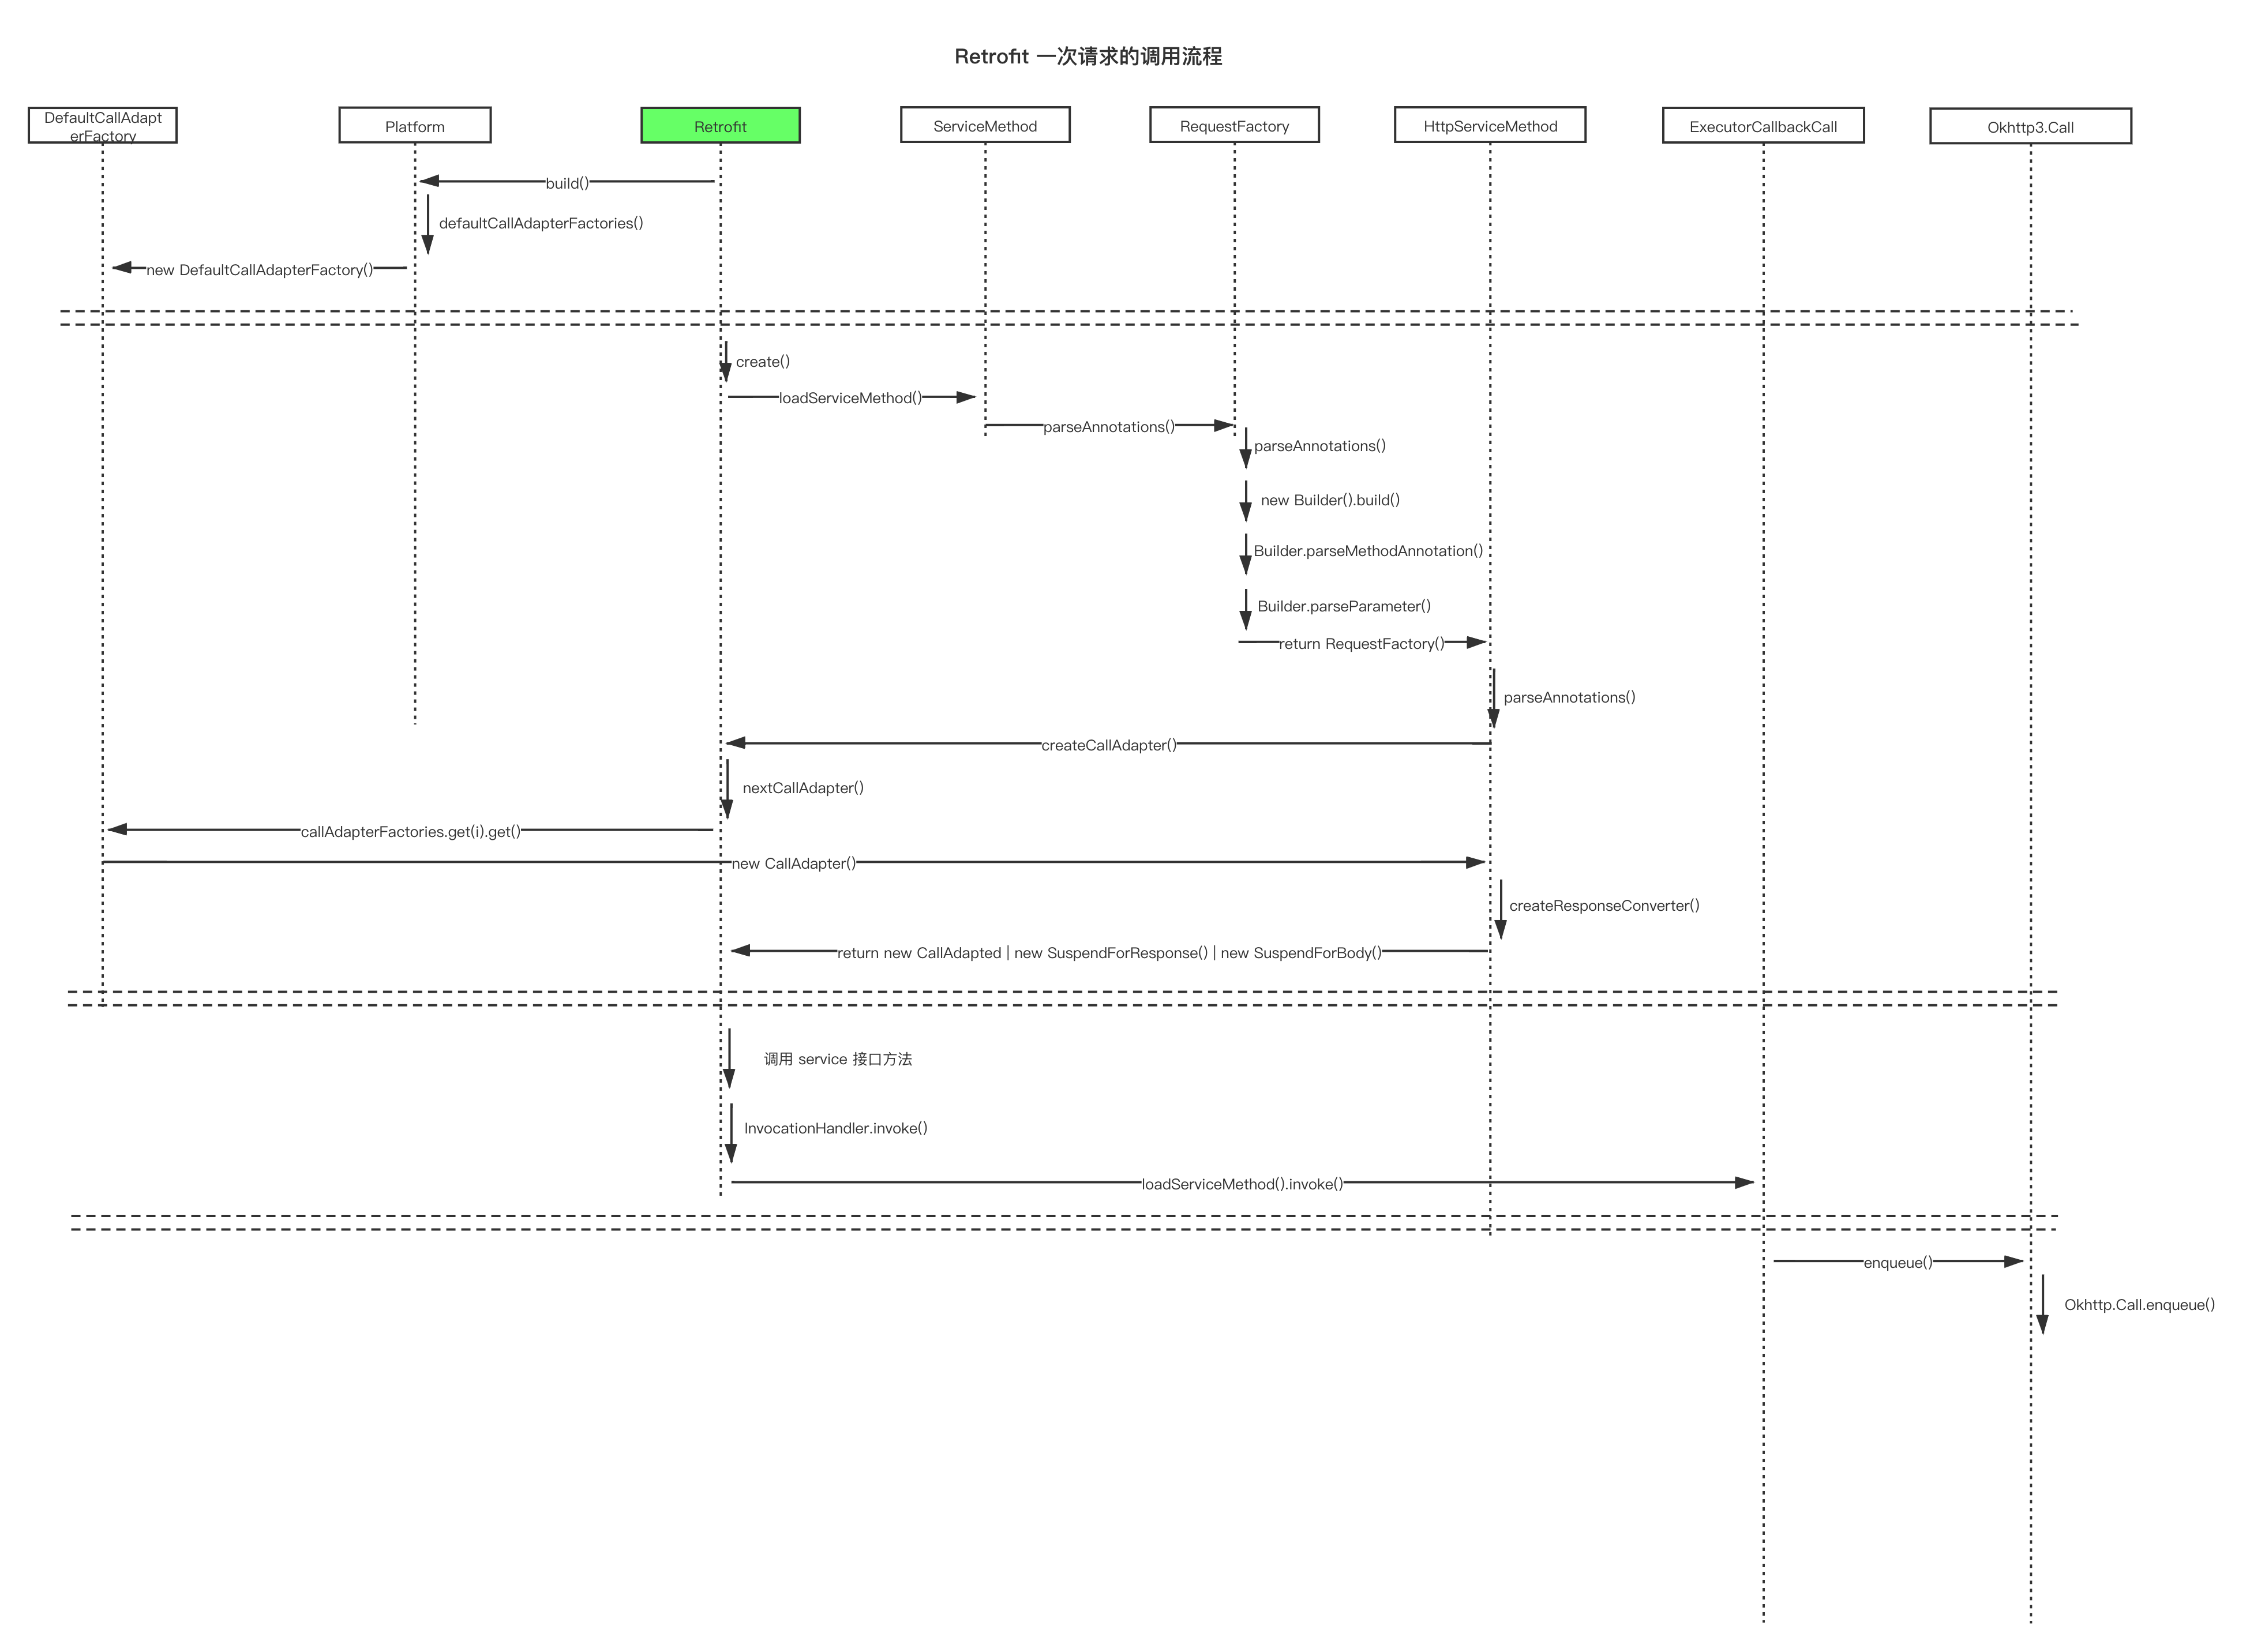 Retrofit 一次请求的调用流程
DefaultCallAdapt
erFactory
Platform
Retrofit
ServiceMethod
RequestFactory
HttpServiceMethod
ExecutorCallbackCall
Okhttp3.Call
build()
defaultCallAdapterFactories()
new DefaultCallAdapterFactory()
create()
loadServiceMethod()
parseAnnotations()
parseAnnotations()
new Builder().build()
Builder.parseMethodAnnotation()
Builder.parseParameter()
return RequestFactory()
parseAnnotations()
createCallAdapter()
nextCallAdapter()
callAdapterFactories.get(i).get()
new CallAdapter()
createResponseConverter()
return new CallAdapted | new SuspendForResponse() | new SuspendForBody()
调用 service 接口方法
InvocationHandler.invoke()
loadServiceMethod().invoke()
enqueue()
Okhttp.Call.enqueue()